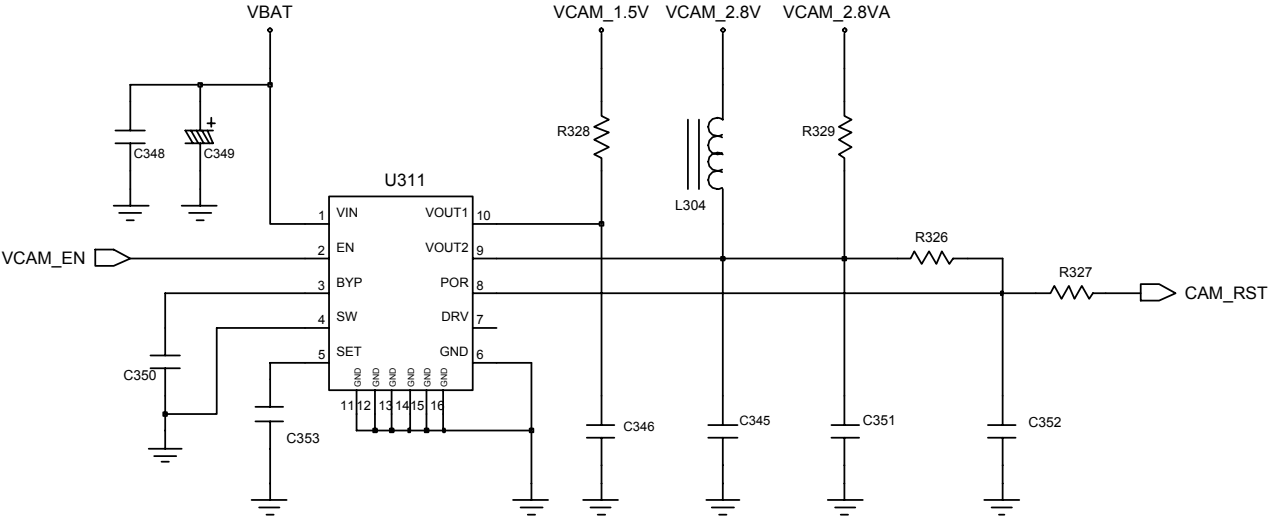 VBAT
VCAM_1.5V
VCAM_2.8V
VCAM_2.8VA
R328
R329
C348
+
C349
L304
U311
1
VIN
VOUT1
10
VCAM_EN
2
EN
VOUT2
9
R326
3
BYP
POR
8
R327
CAM_RST
4
SW
DRV
7
5
SET
GND
6
C350
GND
GND
GND
GND
GND
GND
11
12
13
14
15
16
C353
C346
C345
C351
C352